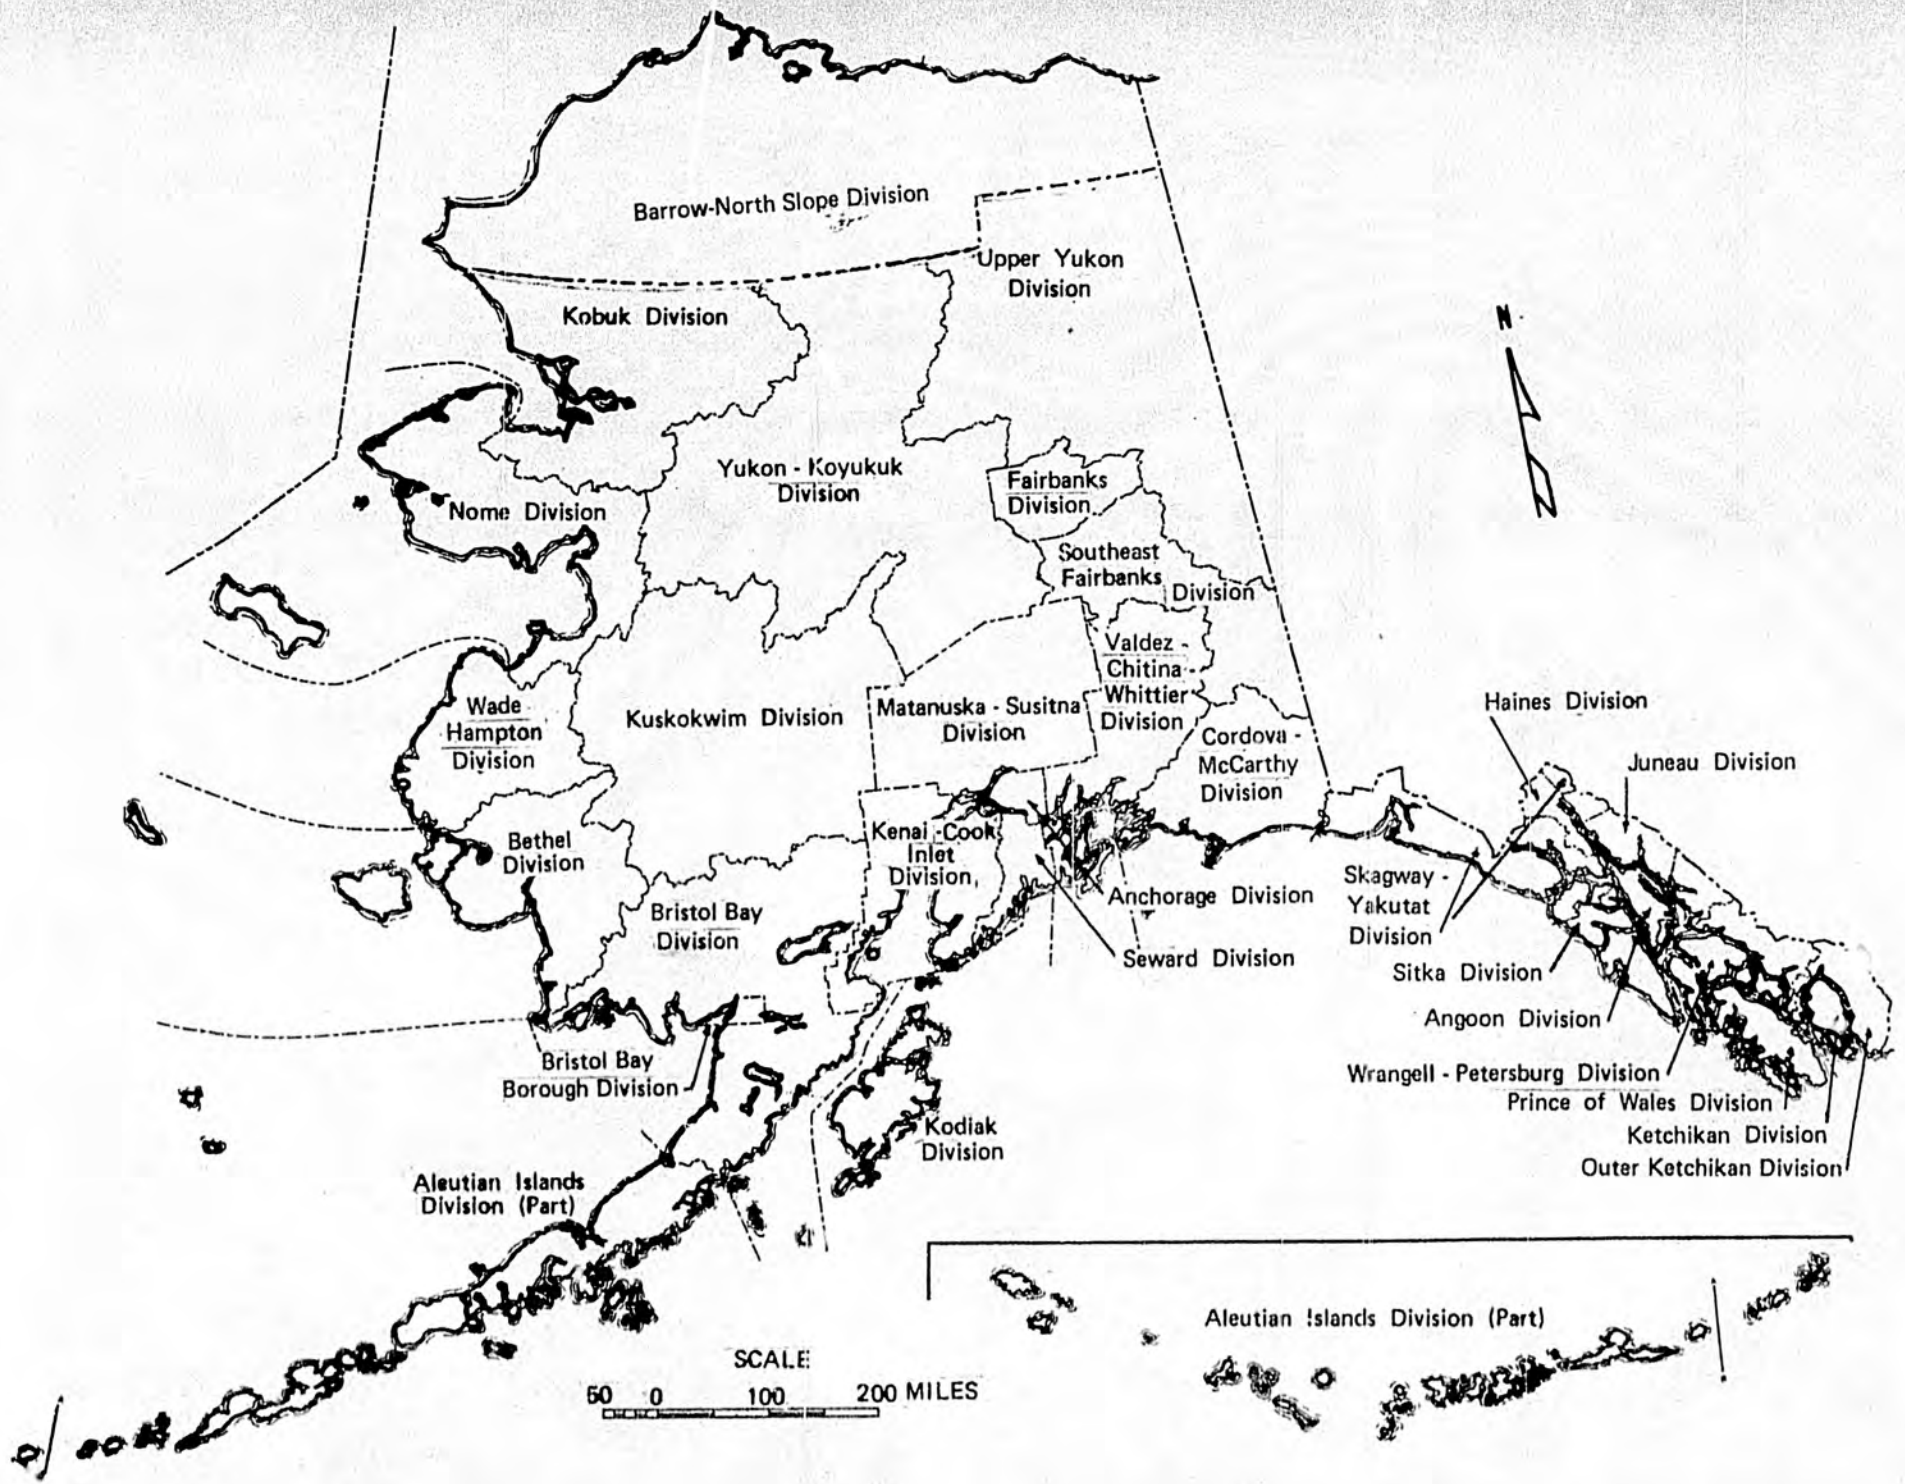 Barrow-North Slope Division
Upper Yukon
Division
Kobuk Division
N
Yukon - Koyukuk
Division
Fairbanks
Division
Nome Division
Southeast
Fairbanks
Division
Valdez -
Chitina -
Whittier
Division
Wade
Hampton
Division
Kuskokwim Division
Matanuska - Susitna
Division
Cordova -
McCarthy
Division
Haines Division
Juneau Division
Bethel
Division
Kenai - Cook
Inlet
Division
Anchorage Division
Skagway -
Yakutat
Division
Bristol Bay
Division
Seward Division
Sitka Division
Angoon Division
Bristol Bay
Borough Division
Wrangell - Petersburg Division
Prince of Wales Division
Kodiak
Division
Ketchikan Division
Outer Ketchikan Division
Aleutian Islands
Division (Part)
Aleutian Islands Division (Part)
SCALE
50 0 100 200 MILES